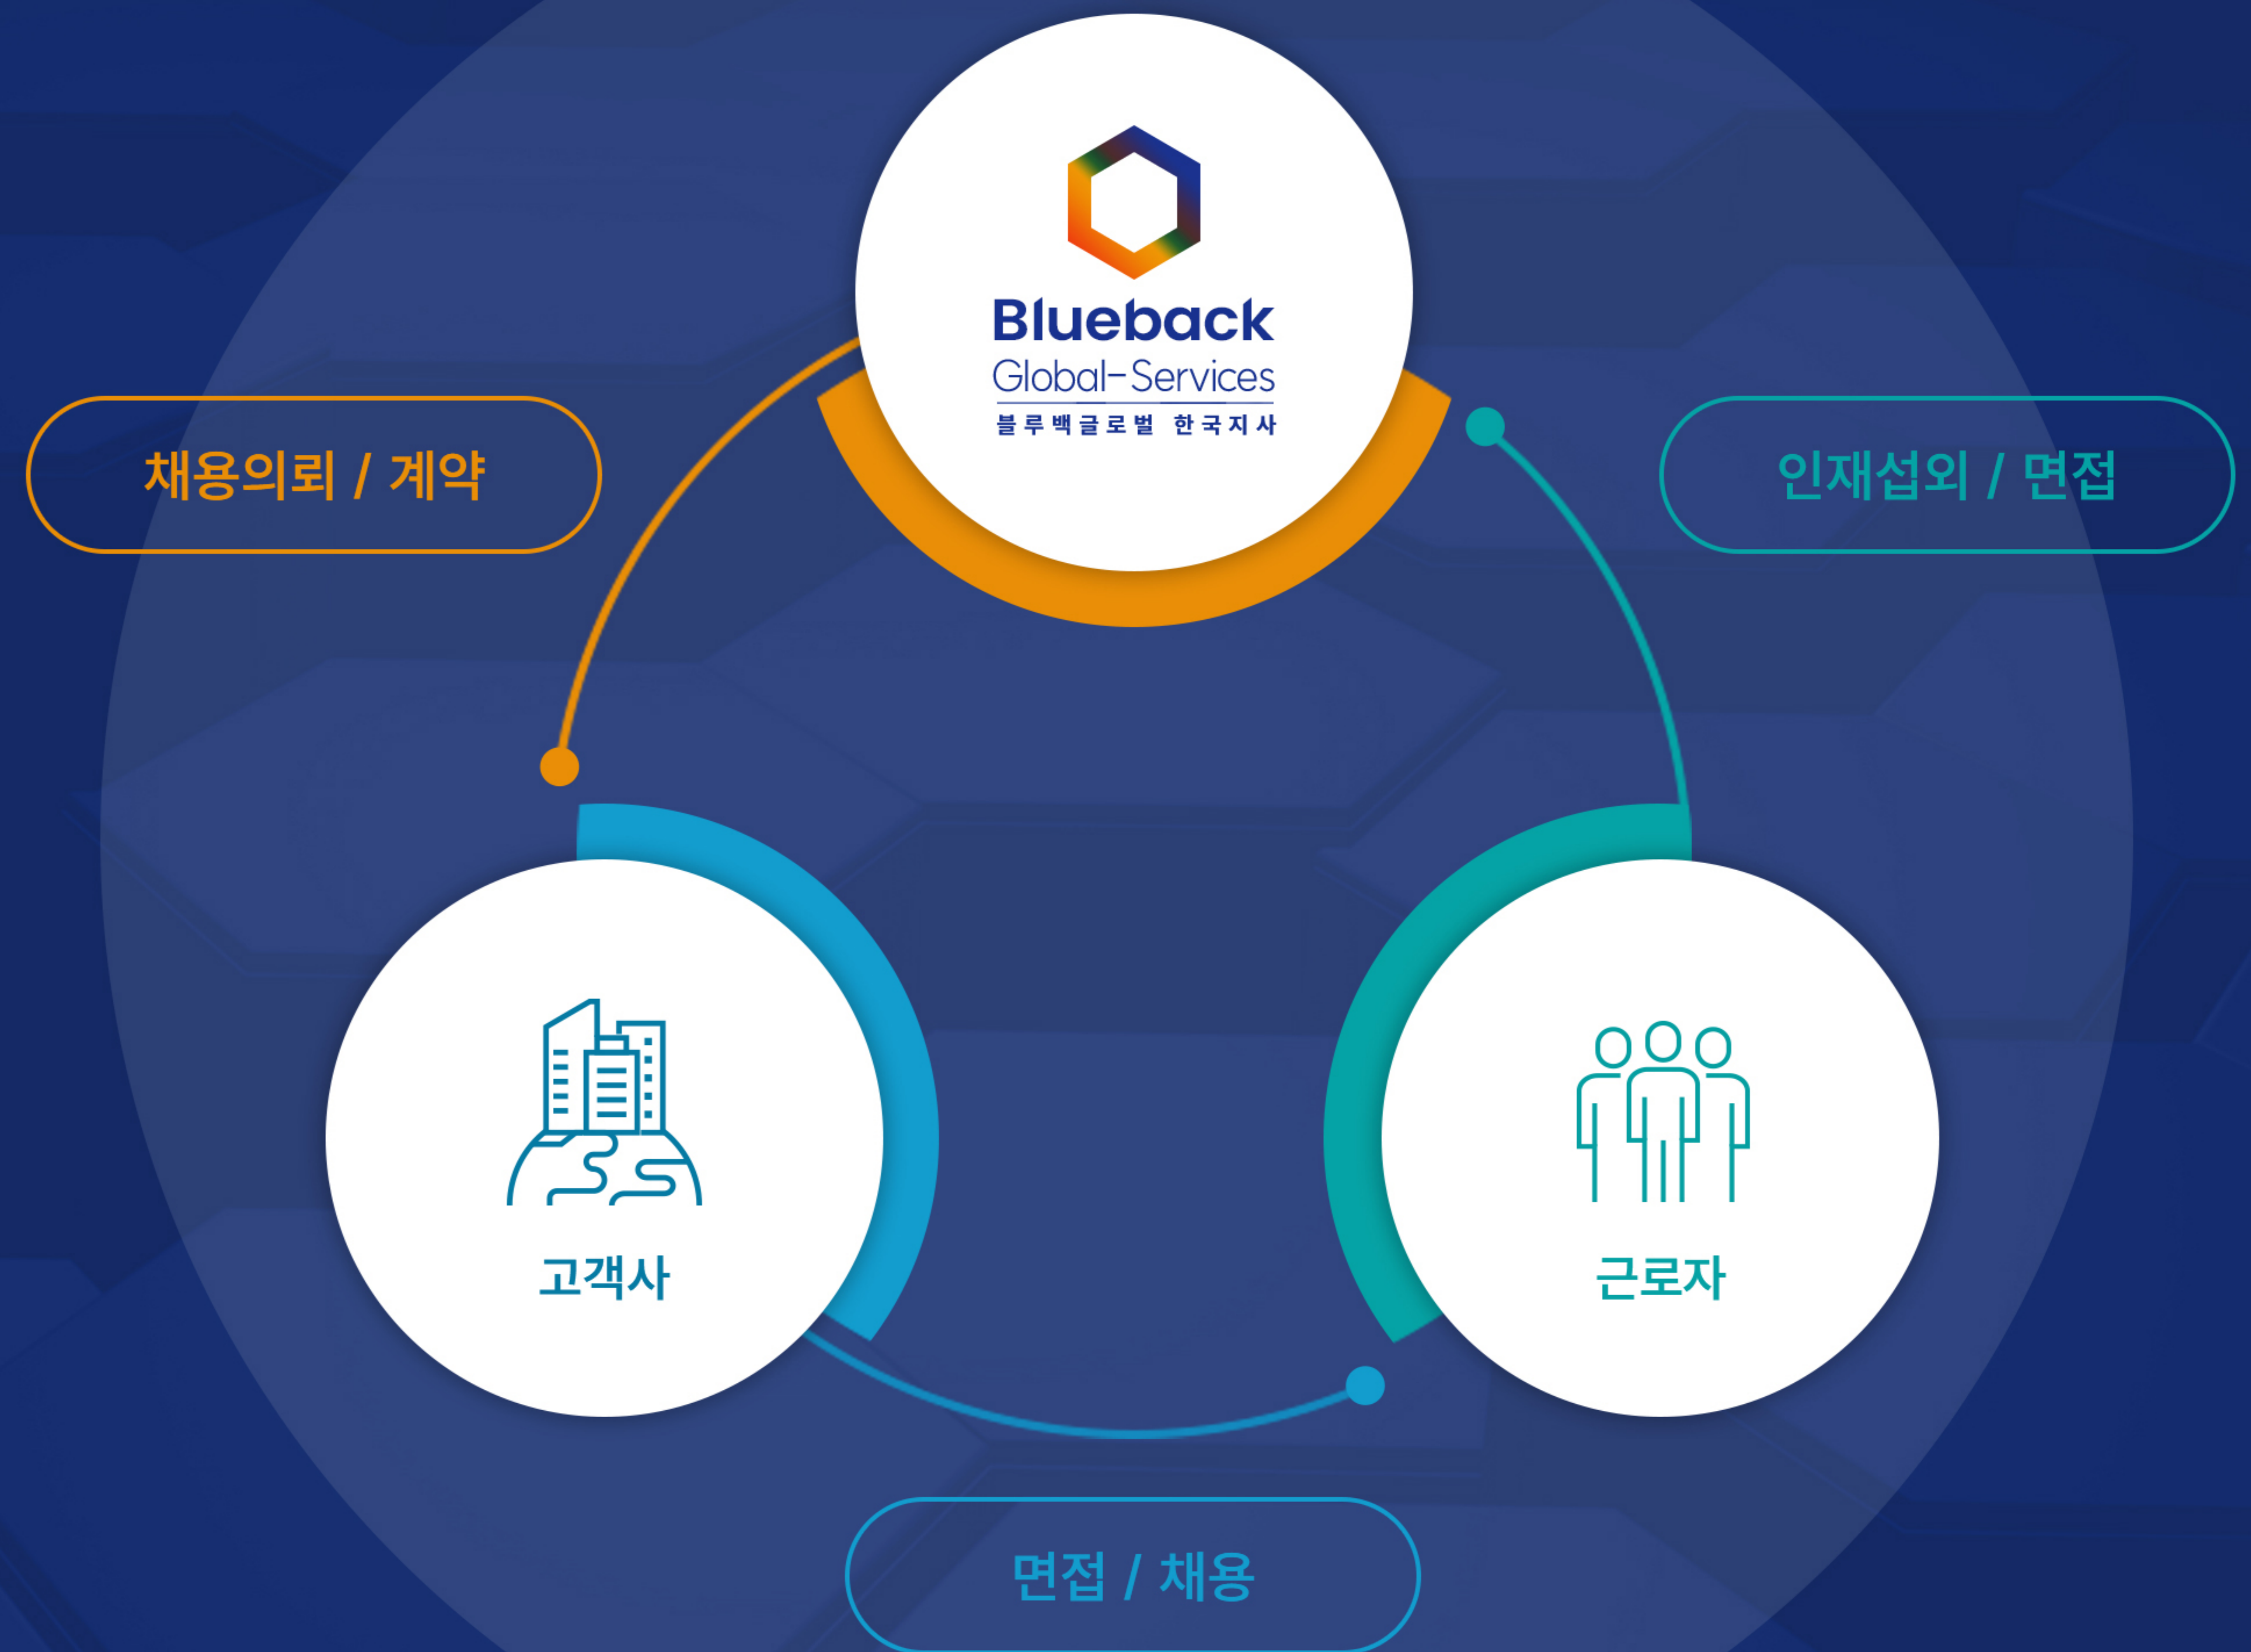 Blueback
Global-Services
블루백글로벌 한국지사
채용의뢰 / 계약
인재섭외 / 면접
고객사
근로자
면접 / 채용